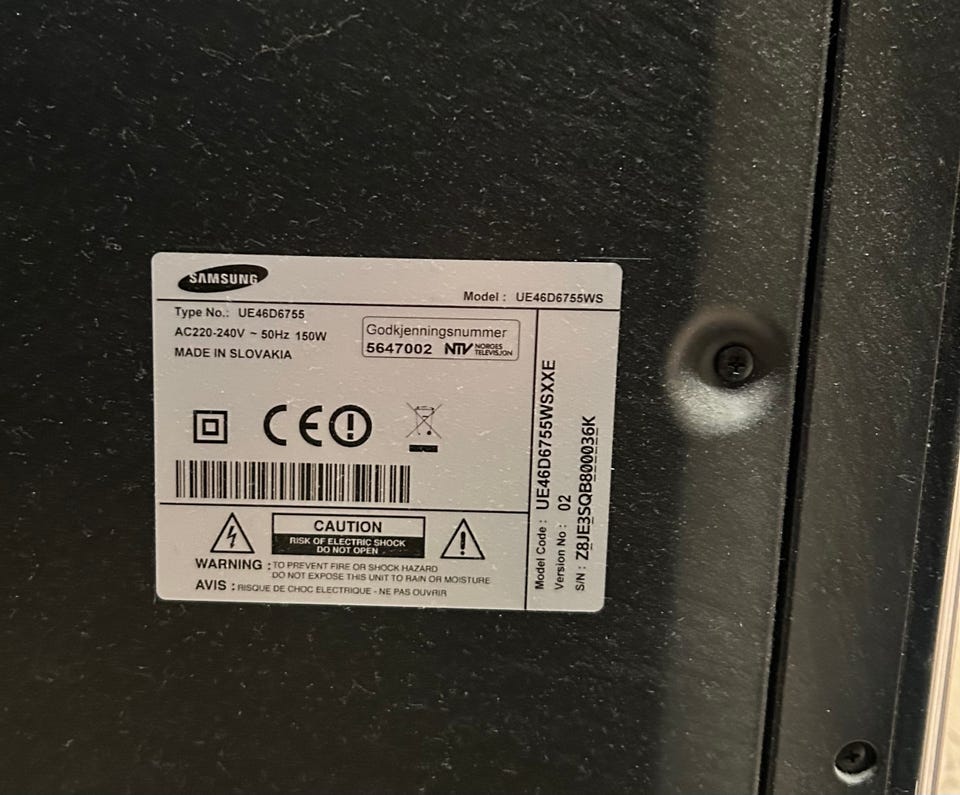 SAMSUNG
Model : UE46D6755WS
Type No.: UE46D6755
AC220-240V ~ 50Hz 150W
MADE IN SLOVAKIA
Godkjenningsnummer
5647002 NTV NORGES
TELEVISJON
CE
CAUTION
RISK OF ELECTRIC SHOCK
DO NOT OPEN
WARNING : TO PREVENT FIRE OR SHOCK HAZARD
DO NOT EXPOSE THIS UNIT TO RAIN OR MOISTURE
AVIS : RISQUE DE CHOC ELECTRIQUE - NE PAS OUVRIR
Model Code : UE46D6755WSXXE
Version No : 02
S/N : Z8JE3SQB800036K